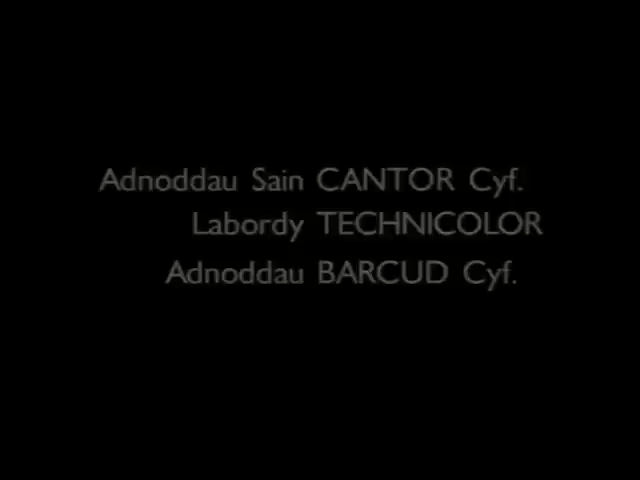 Adnoddau Sain CANTOR Cyf.
Labordy TECHNICOLOR
Adnoddau BARCUD Cyf.